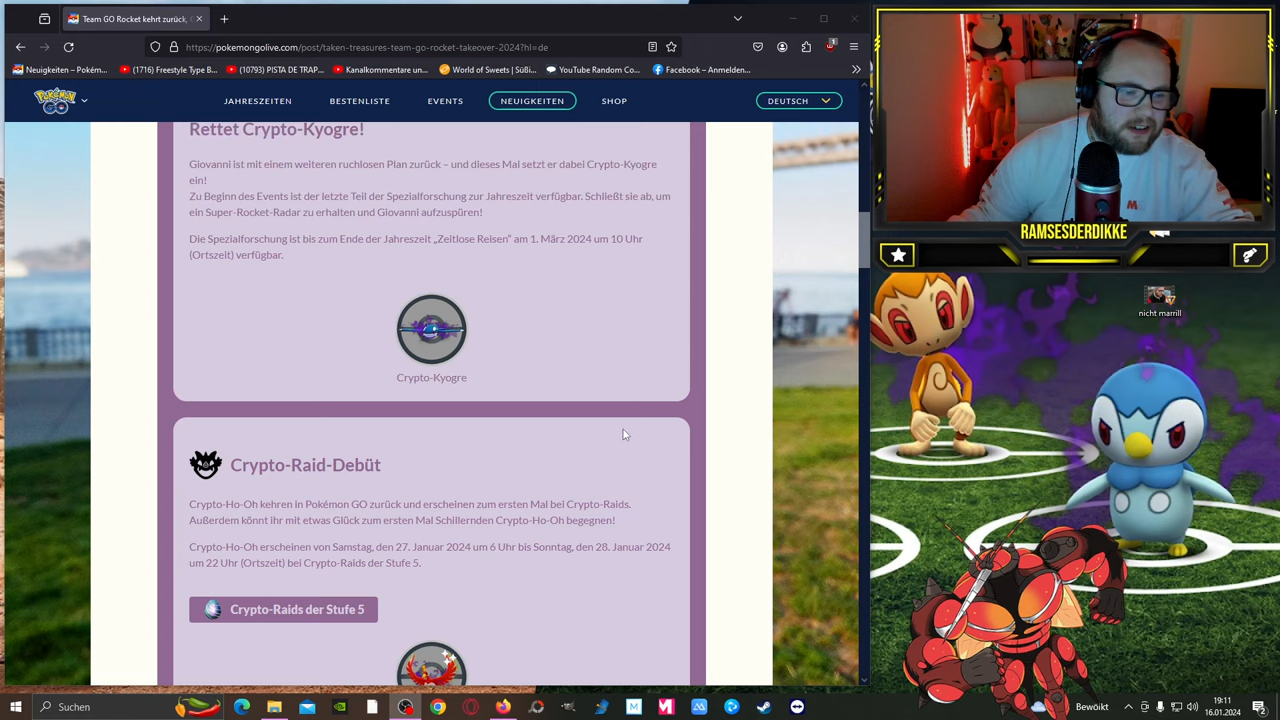 Team GO Rocket kehrt zurück,
https://pokemongolive.com/post/taken-treasures-team-go-rocket-takeover-2024?hl=de
1
Neuigkeiten – Pokém...
(1716) Freestyle Type B...
(10793) PISTA DE TRAP...
Kanalkommentare un...
World of Sweets | Süßi...
YouTube Random Co...
Facebook – Anmelden...
Pokémon GO
JAHRESZEITEN
BESTENLISTE
EVENTS
NEUIGKEITEN
SHOP
DEUTSCH
Rettet Crypto-Kyogre!
Giovanni ist mit einem weiteren ruchlosen Plan zurück – und dieses Mal setzt er dabei Crypto-Kyogre
ein!
Zu Beginn des Events ist der letzte Teil der Spezialforschung zur Jahreszeit verfügbar. Schließt sie ab, um
ein Super-Rocket-Radar zu erhalten und Giovanni aufzuspüren!
Die Spezialforschung ist bis zum Ende der Jahreszeit „Zeitlose Reisen“ am 1. März 2024 um 10 Uhr
(Ortszeit) verfügbar.
Crypto-Kyogre
Crypto-Raid-Debüt
Crypto-Ho-Oh kehren in Pokémon GO zurück und erscheinen zum ersten Mal bei Crypto-Raids.
Außerdem könnt ihr mit etwas Glück zum ersten Mal Schillernden Crypto-Ho-Oh begegnen!
Crypto-Ho-Oh erscheinen von Samstag, den 27. Januar 2024 um 6 Uhr bis Sonntag, den 28. Januar 2024
um 22 Uhr (Ortszeit) bei Crypto-Raids der Stufe 5.
Crypto-Raids der Stufe 5
RAMSESDERDIKKE
nicht marrill
Suchen
Bewölkt
19:11
16.01.2024
2